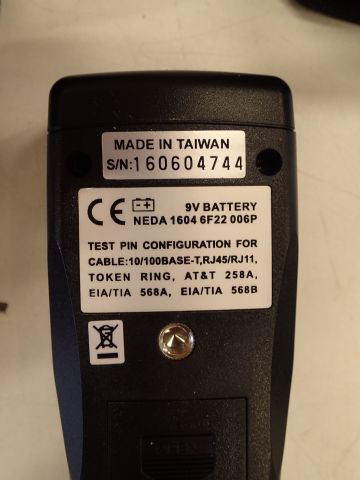 MADE IN TAIWAN
S/N:160604744
CE 9V BATTERY
NEDA 1604 6F22 006P
TEST PIN CONFIGURATION FOR
CABLE:10/100BASE-T,RJ45/RJ11,
TOKEN RING, AT&T 258A,
EIA/TIA 568A, EIA/TIA 568B